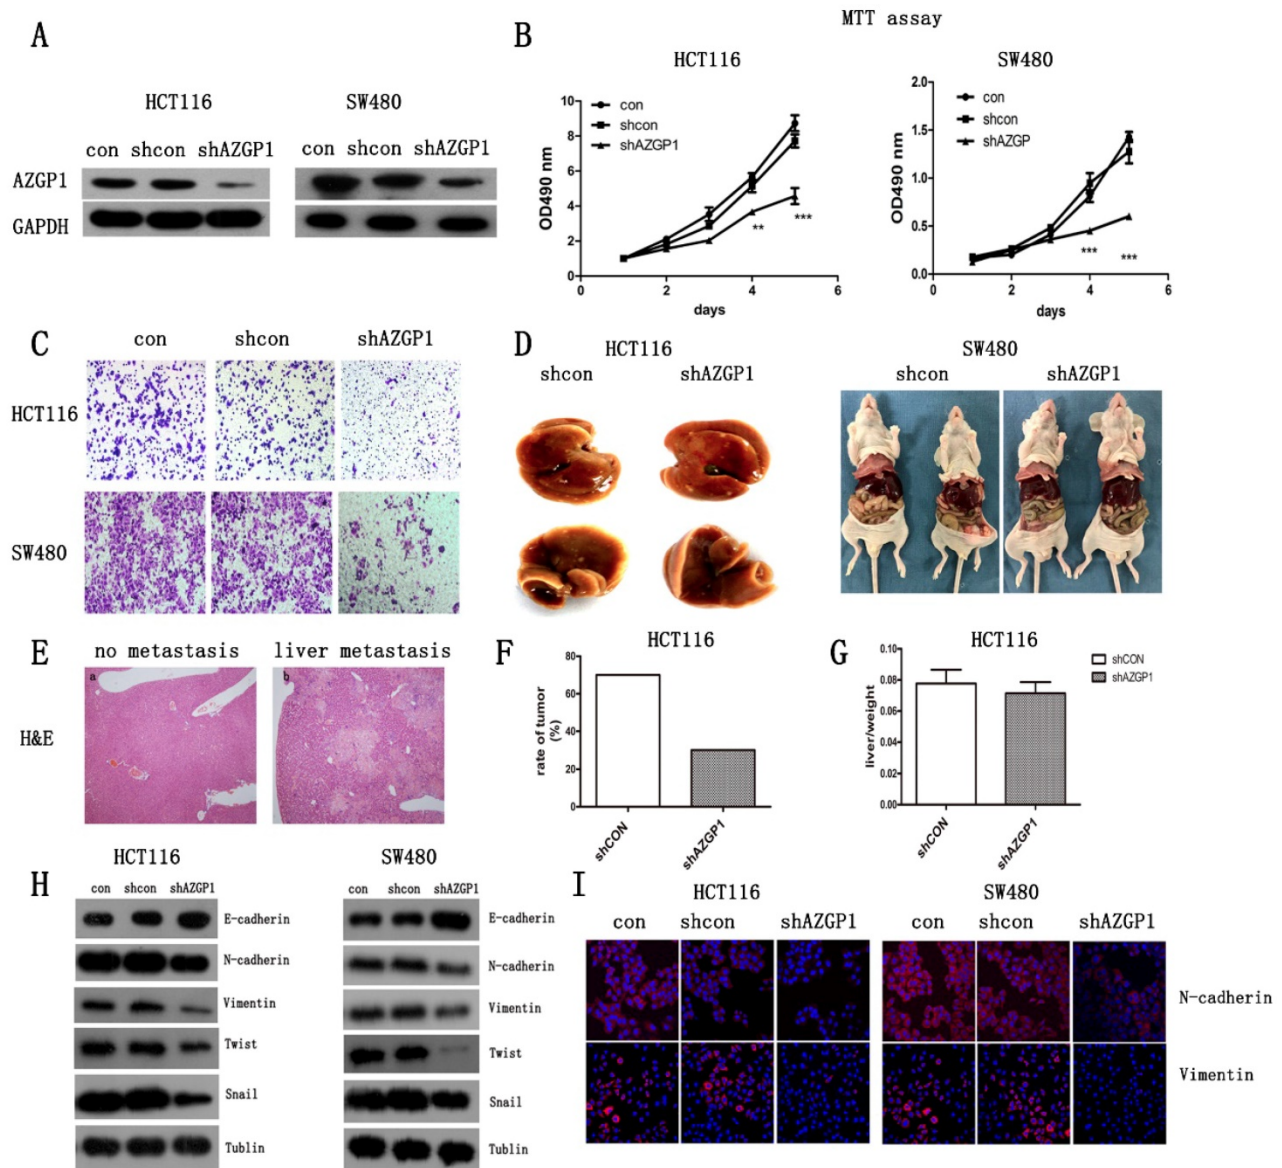 MTT assay
A
HCT116
SW480
con shcon shAZGP1
con shcon shAZGP1
AZGP1
GAPDH
B
HCT116
con
shcon
shAZGP1
OD490 nm
10
8
6
4
2
0
0 2 4 6
days
**
***
SW480
con
shcon
shAZGP
OD490 nm
2.0
1.5
1.0
0.5
0.0
0 2 4 6
days
***
***
C
con shcon shAZGP1
HCT116
SW480
D
HCT116
shcon shAZGP1
SW480
shcon shAZGP1
E
no metastasis liver metastasis
a
b
H&E
F
HCT116
rate of tumor
(%)
80
60
40
20
0
shCON
shAZGP1
G
HCT116
shCON
shAZGP1
liver/weight
0.10
0.08
0.06
0.04
0.02
0.00
shCON
shAZGP1
H
HCT116
con shcon shAZGP1
E-cadherin
N-cadherin
Vimentin
Twist
Snail
Tublin
SW480
con shcon shAZGP1
E-cadherin
N-cadherin
Vimentin
Twist
Snail
Tublin
I
HCT116
SW480
con shcon shAZGP1
con shcon shAZGP1
N-cadherin
Vimentin